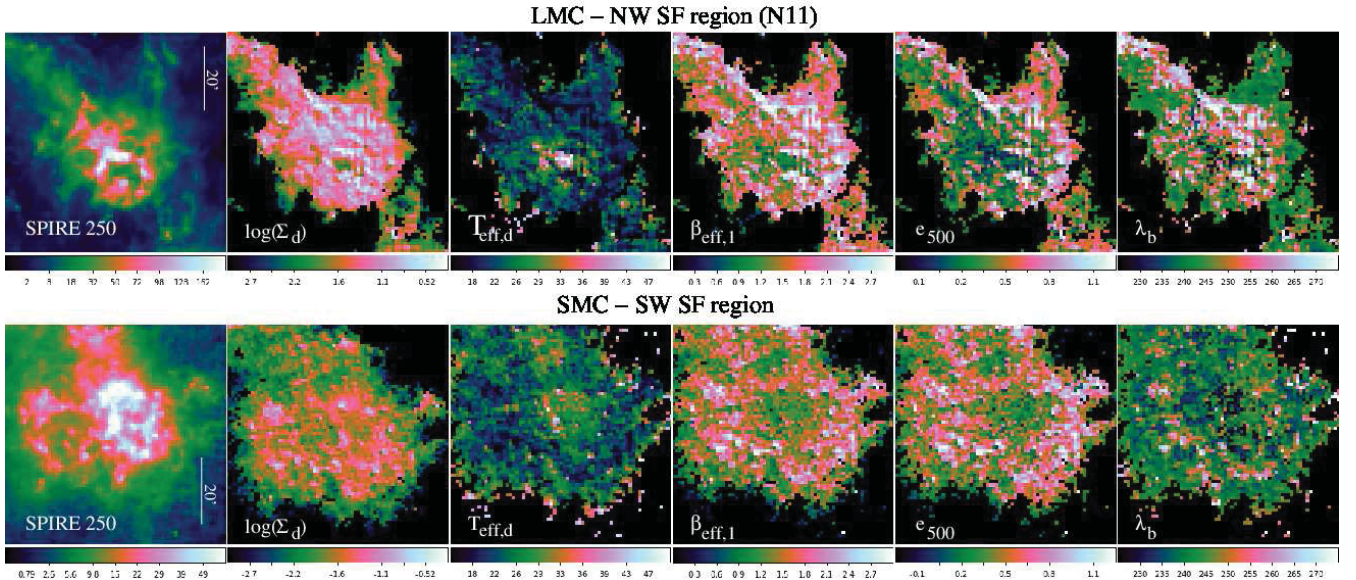 LMC – NW SF region (N11)
20'
SPIRE 250 log(Σd) Teff,d βeff,1 e500 λb
2 8 18 32 50 72 98 128 162 2.7 2.2 1.6 1.1 0.52 18 22 26 29 33 36 39 43 47 0.3 0.6 0.9 1.2 1.5 1.8 2.1 2.4 2.7 0.1 0.2 0.5 0.8 1.1 230 235 240 245 250 255 260 265 270
SMC – SW SF region
20'
SPIRE 250 log(Σd) Teff,d βeff,1 e500 λb
0.79 2.5 5.6 9.8 15 22 29 39 49 -2.7 -2.2 -1.6 -1.1 -0.52 18 22 26 29 33 36 39 43 47 0.3 0.6 0.9 1.2 1.5 1.8 2.1 2.4 2.7 -0.1 0.2 0.5 0.8 1.1 230 235 240 245 250 255 260 265 270